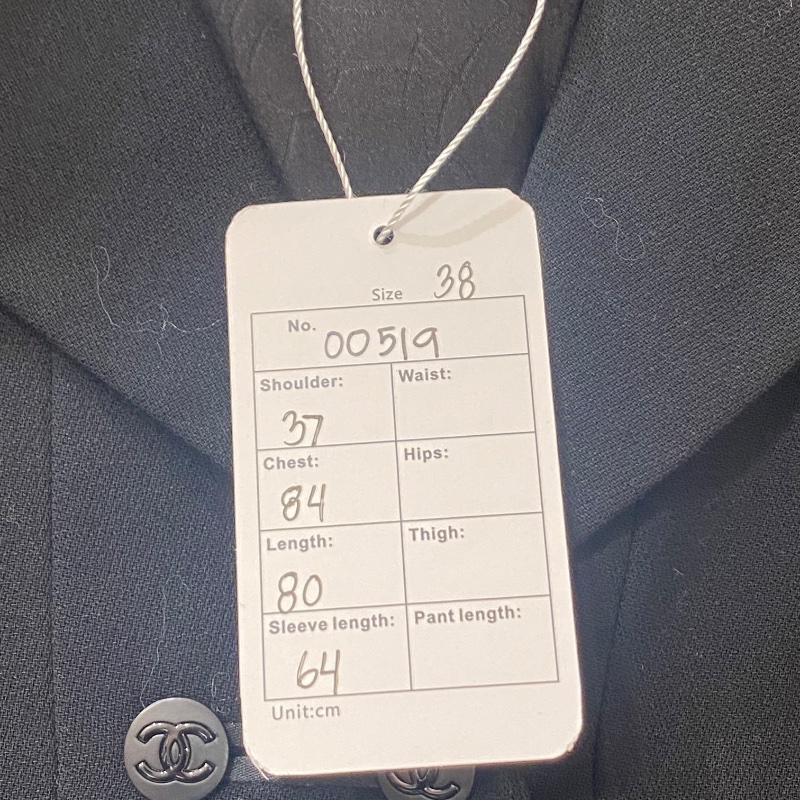 Size 38
No. 00519
Shoulder: Waist:
37
Chest: Hips:
84
Length: Thigh:
80
Sleeve length: Pant length:
64
Unit:cm